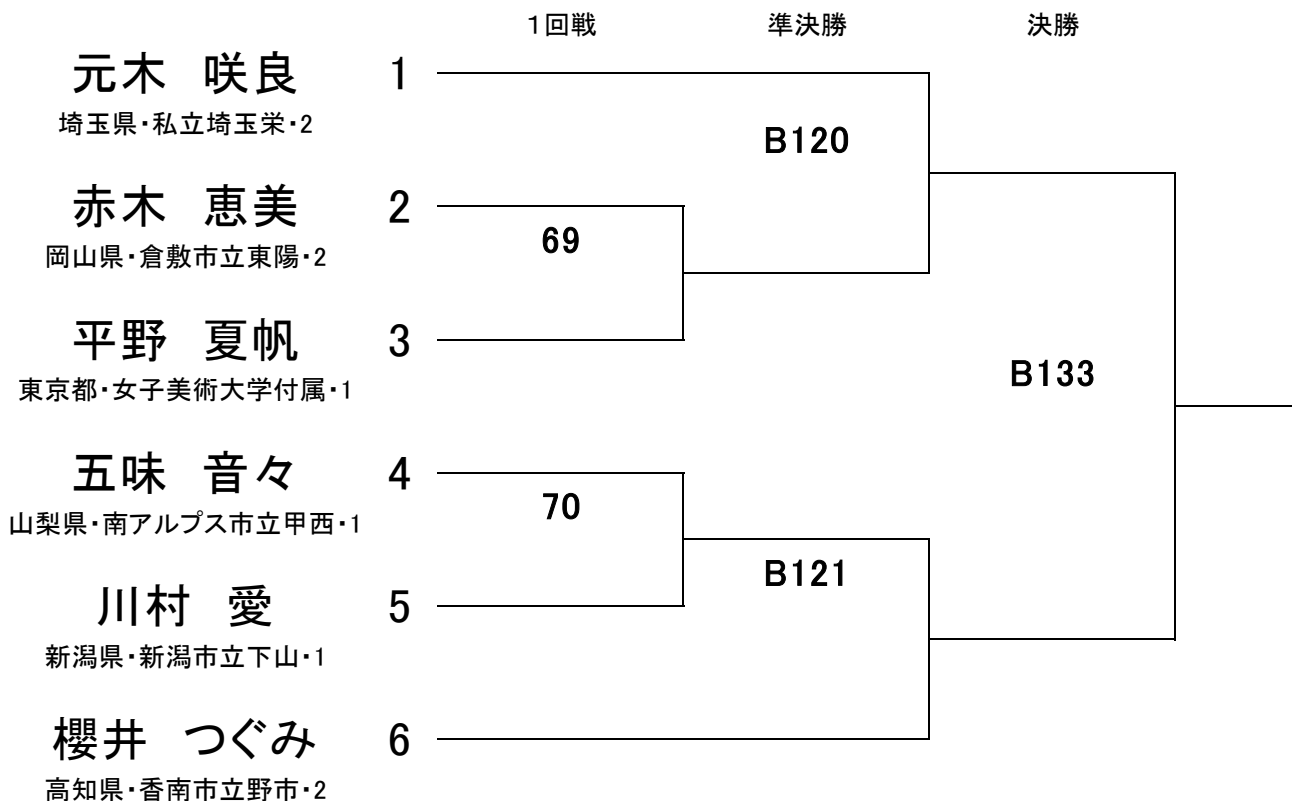 1回戦 準決勝 決勝
元木 咲良 1
埼玉県・私立埼玉栄・2
B120
赤木 恵美 2
岡山県・倉敷市立東陽・2
69
平野 夏帆 3
東京都・女子美術大学付属・1
B133
五味 音々 4
山梨県・南アルプス市立甲西・1
70
B121
川村 愛 5
新潟県・新潟市立下山・1
櫻井 つぐみ 6
高知県・香南市立野市・2